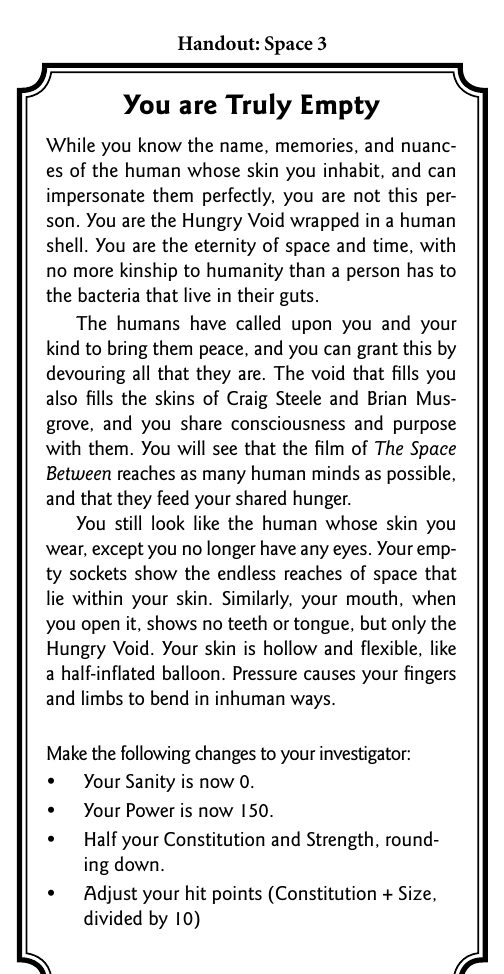 Handout: Space 3
You are Truly Empty
While you know the name, memories, and nuanc-
es of the human whose skin you inhabit, and can
impersonate them perfectly, you are not this per-
son. You are the Hungry Void wrapped in a human
shell. You are the eternity of space and time, with
no more kinship to humanity than a person has to
the bacteria that live in their guts.
The humans have called upon you and your
kind to bring them peace, and you can grant this by
devouring all that they are. The void that fills you
also fills the skins of Craig Steele and Brian Mus-
grove, and you share consciousness and purpose
with them. You will see that the film of The Space
Between reaches as many human minds as possible,
and that they feed your shared hunger.
You still look like the human whose skin you
wear, except you no longer have any eyes. Your emp-
ty sockets show the endless reaches of space that
lie within your skin. Similarly, your mouth, when
you open it, shows no teeth or tongue, but only the
Hungry Void. Your skin is hollow and flexible, like
a half-inflated balloon. Pressure causes your fingers
and limbs to bend in inhuman ways.
Make the following changes to your investigator:
• Your Sanity is now 0.
• Your Power is now 150.
• Half your Constitution and Strength, round-
ing down.
• Adjust your hit points (Constitution + Size,
divided by 10)